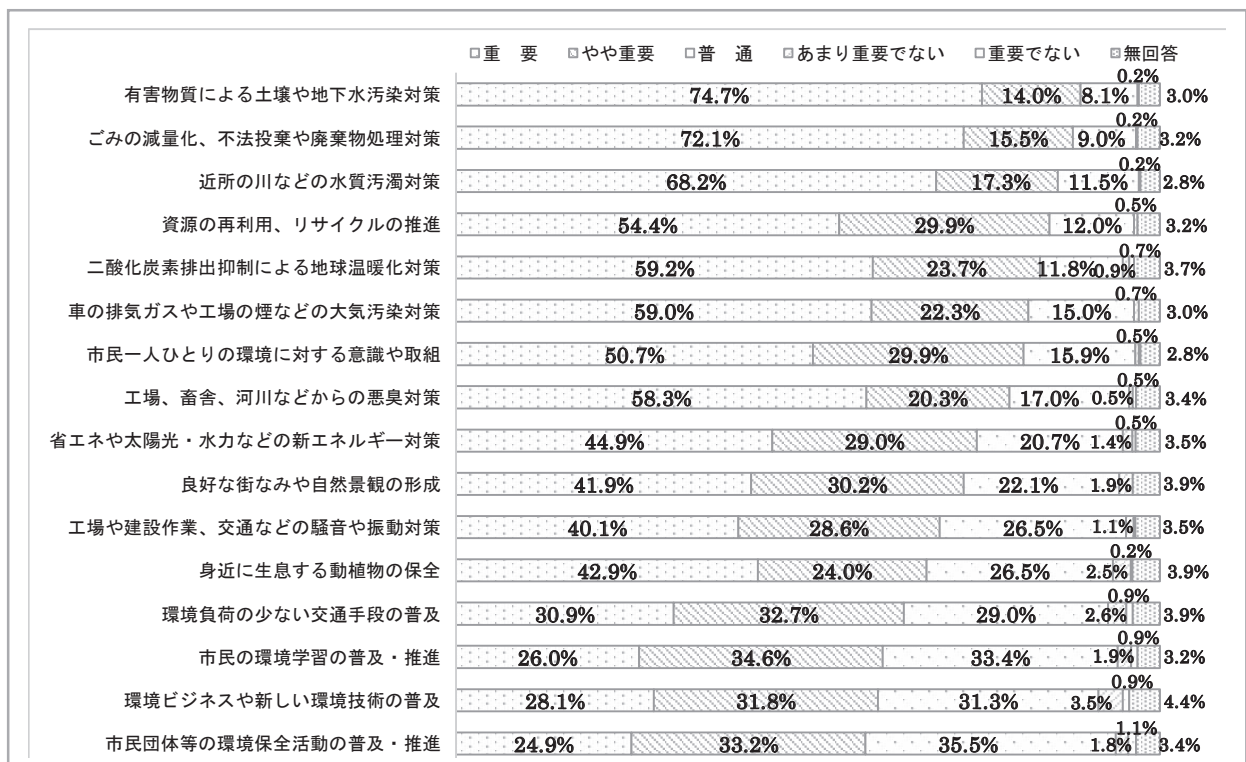 □重　要 □やや重要 □普　通 □あまり重要でない □重要でない □無回答
0.2%
有害物質による土壌や地下水汚染対策 74.7% 14.0% 8.1% 3.0%
0.2%
ごみの減量化、不法投棄や廃棄物処理対策 72.1% 15.5% 9.0% 3.2%
0.2%
近所の川などの水質汚濁対策 68.2% 17.3% 11.5% 2.8%
0.5%
資源の再利用、リサイクルの推進 54.4% 29.9% 12.0% 3.2%
0.7%
二酸化炭素排出抑制による地球温暖化対策 59.2% 23.7% 11.8% 0.9% 3.7%
0.7%
車の排気ガスや工場の煙などの大気汚染対策 59.0% 22.3% 15.0% 3.0%
0.5%
市民一人ひとりの環境に対する意識や取組 50.7% 29.9% 15.9% 2.8%
0.5%
工場、畜舎、河川などからの悪臭対策 58.3% 20.3% 17.0% 0.5% 3.4%
0.5%
省エネや太陽光・水力などの新エネルギー対策 44.9% 29.0% 20.7% 1.4% 3.5%
良好な街なみや自然景観の形成 41.9% 30.2% 22.1% 1.9% 3.9%
工場や建設作業、交通などの騒音や振動対策 40.1% 28.6% 26.5% 1.1% 3.5%
0.2%
身近に生息する動植物の保全 42.9% 24.0% 26.5% 2.5% 3.9%
0.9%
環境負荷の少ない交通手段の普及 30.9% 32.7% 29.0% 2.6% 3.9%
0.9%
市民の環境学習の普及・推進 26.0% 34.6% 33.4% 1.9% 3.2%
0.9%
環境ビジネスや新しい環境技術の普及 28.1% 31.8% 31.3% 3.5% 4.4%
1.1%
市民団体等の環境保全活動の普及・推進 24.9% 33.2% 35.5% 1.8% 3.4%